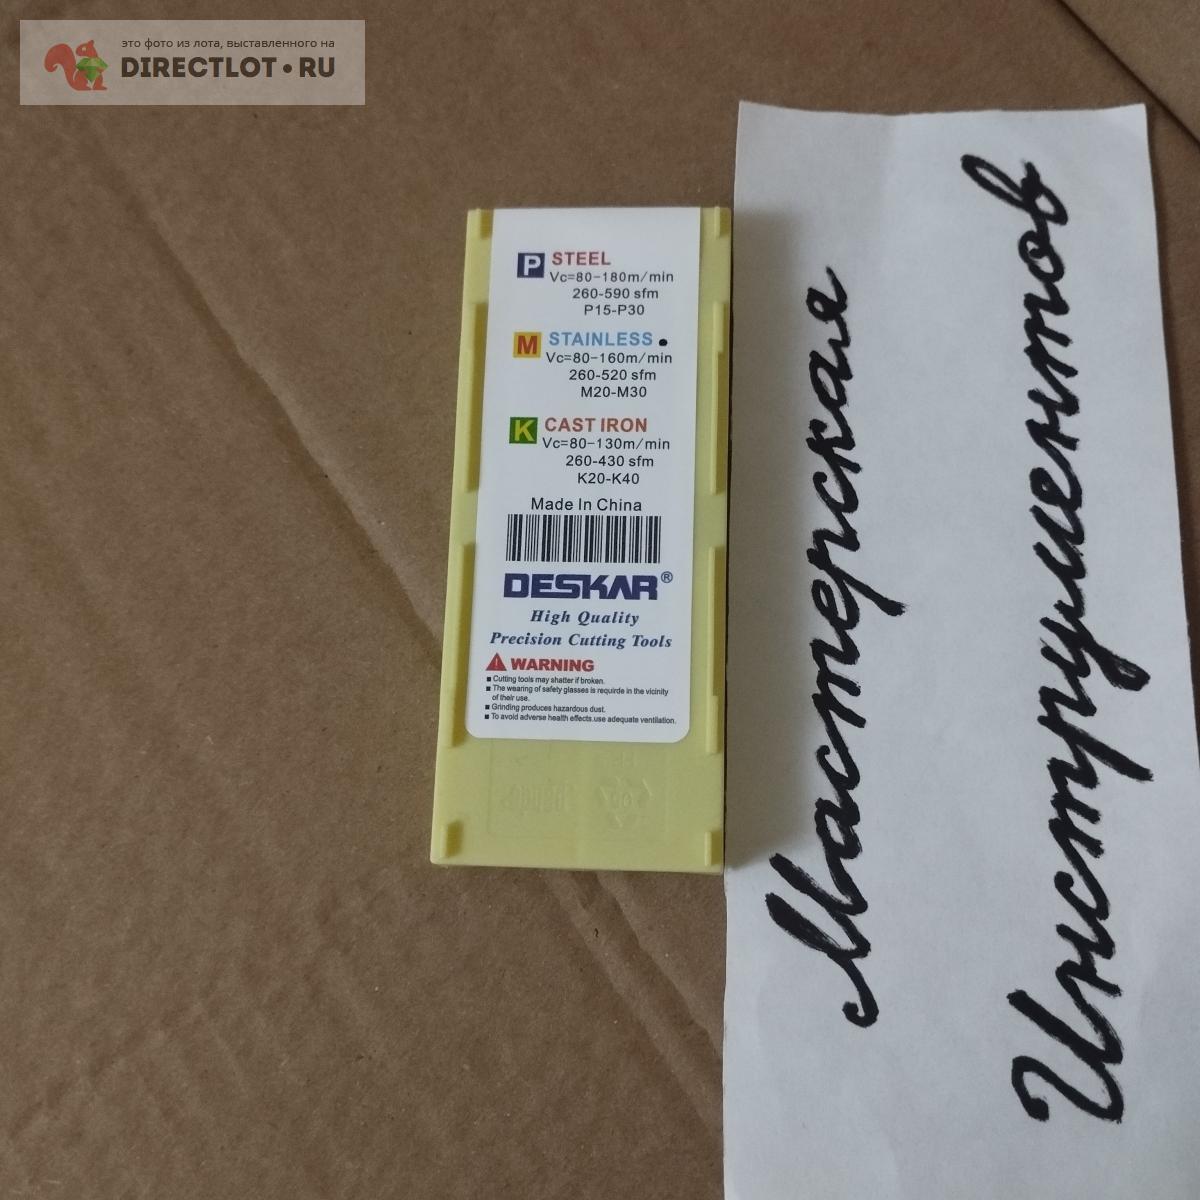 это фото из лота, выставленного на
DIRECTLOT.RU
P STEEL
Vc=80-180m/min
260-590 sfm
P15-P30
M STAINLESS
Vc=80-160m/min
260-520 sfm
M20-M30
K CAST IRON
Vc=80-130m/min
260-430 sfm
K20-K40
Made In China
DESKAR®
High Quality
Precision Cutting Tools
WARNING
Cutting tools may shatter if broken.
The wearing of safety glasses is requirde in the vicinity
of their use.
Grinding produces hazardous dust.
To avoid adverse health effects.use adequate ventilation.
Мастерская
Инструментов